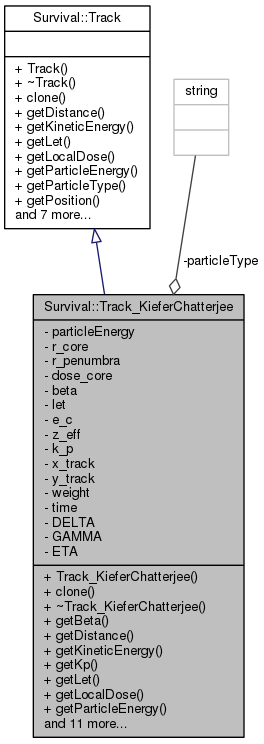 Survival::Track
+ Track()
+ ~Track()
+ clone()
+ getDistance()
+ getKineticEnergy()
+ getLet()
+ getLocalDose()
+ getParticleEnergy()
+ getParticleType()
+ getPosition()
and 7 more...
string
-particleType
Survival::Track_KieferChatterjee
- particleEnergy
- r_core
- r_penumbra
- dose_core
- beta
- let
- e_c
- z_eff
- k_p
- x_track
- y_track
- weight
- time
- DELTA
- GAMMA
- ETA
+ Track_KieferChatterjee()
+ clone()
+ ~Track_KieferChatterjee()
+ getBeta()
+ getDistance()
+ getKineticEnergy()
+ getKp()
+ getLet()
+ getLocalDose()
+ getParticleEnergy()
and 11 more...